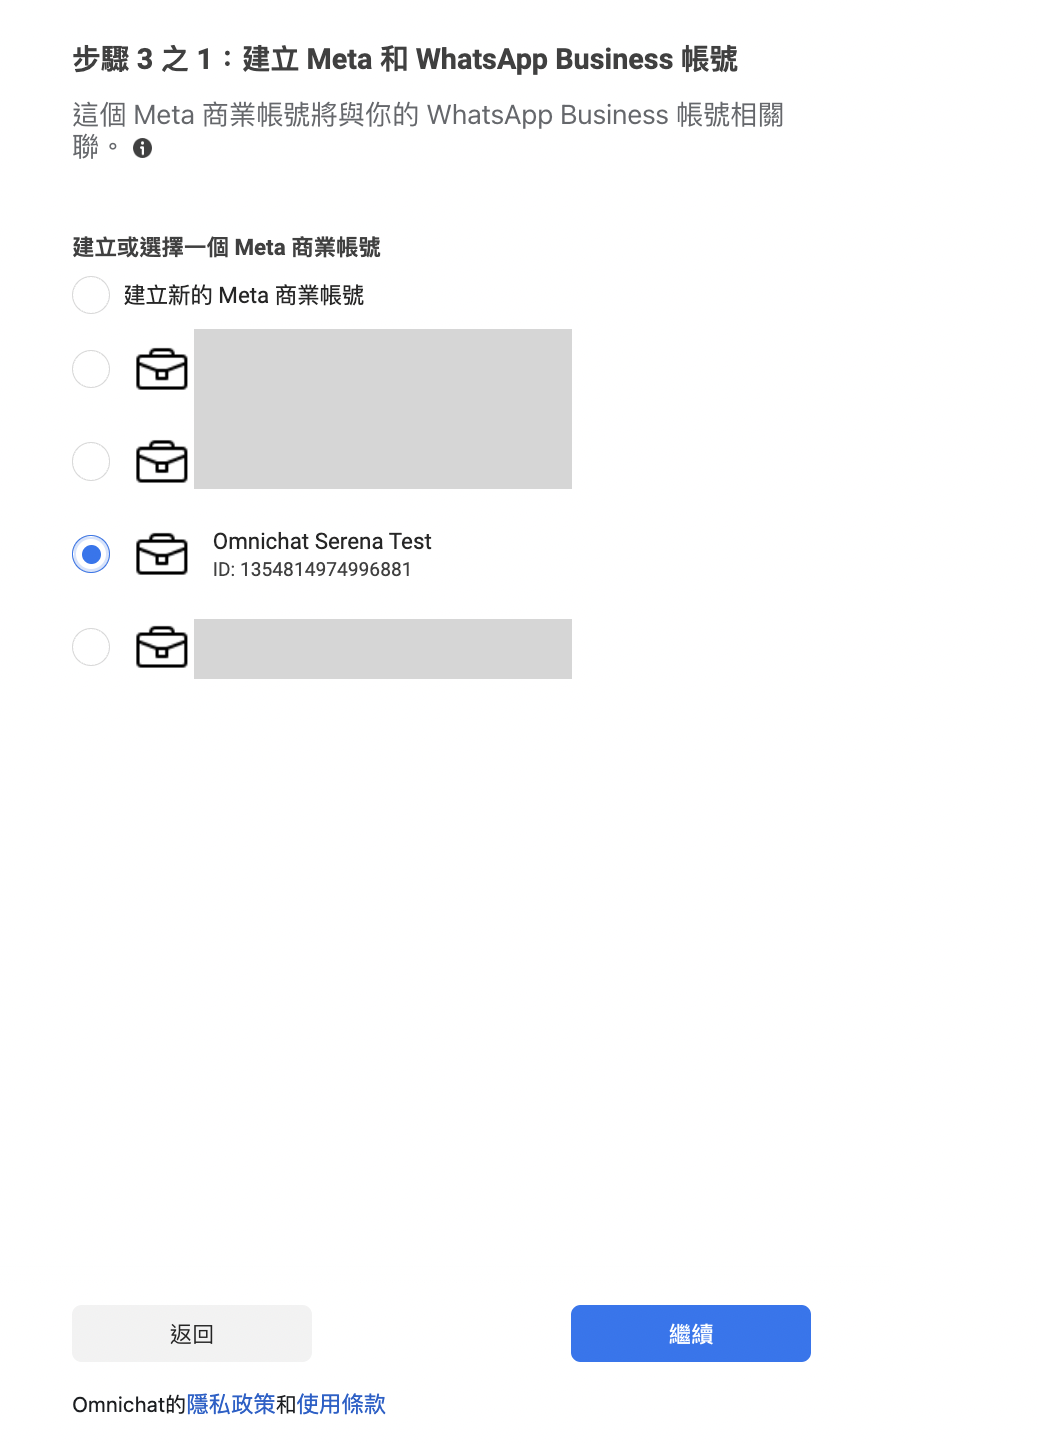 步驟 3 之 1：建立 Meta 和 WhatsApp Business 帳號
這個 Meta 商業帳號將與你的 WhatsApp Business 帳號相關
聯。
建立或選擇一個 Meta 商業帳號
建立新的 Meta 商業帳號
Omnichat Serena Test
ID: 1354814974996881
返回
繼續
Omnichat的隱私政策和使用條款